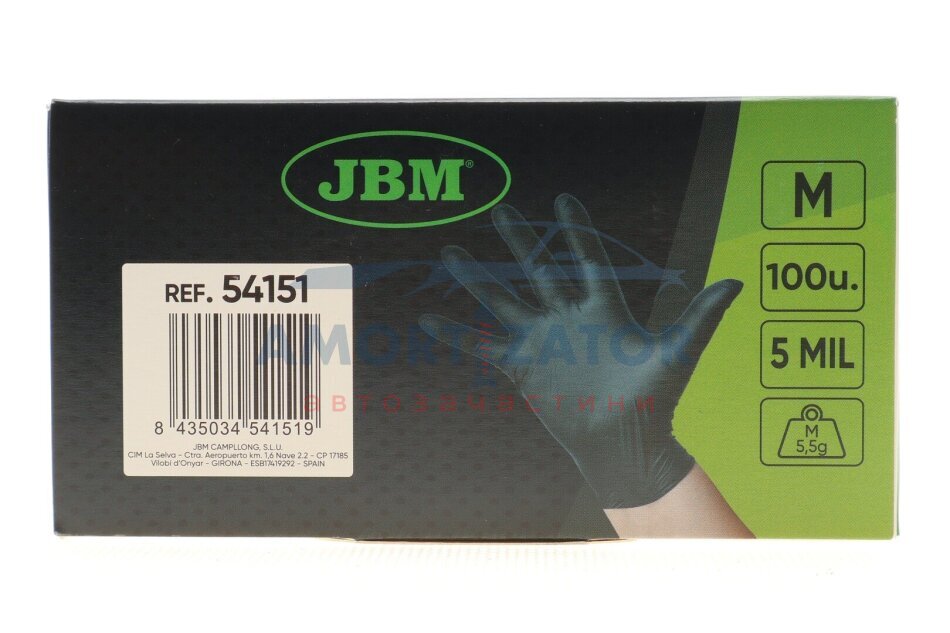 JBM®
M
REF. 54151
100u.
AMORTIZATOR
5 MIL
автозапчастини
8 435034 541519
M
5,5g
JBM CAMPLLONG, S.L.U.
CIM La Selva - Ctra. Aeropuerto km. 1,6 Nave 2.2 - CP 17185
Vilobi d'Onyar - GIRONA - ESB17419292 - SPAIN